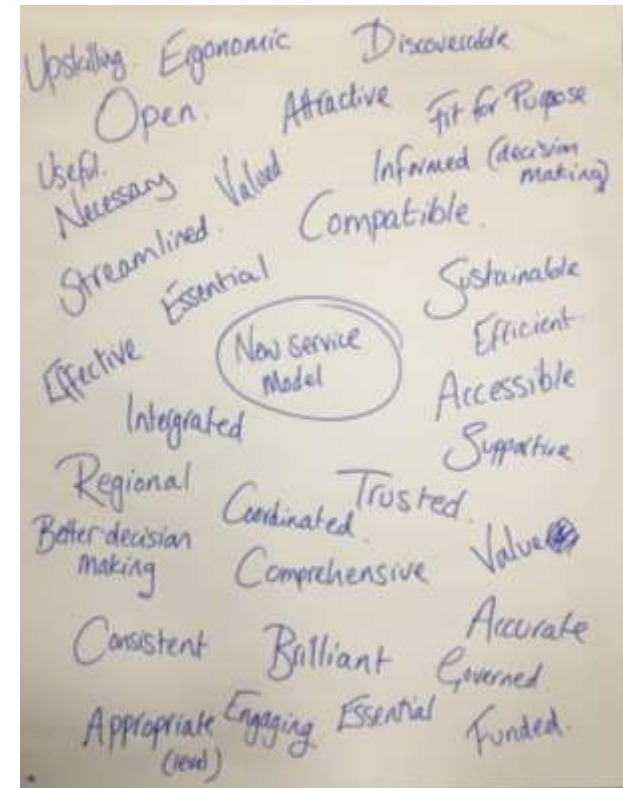 Upskilling. Ergonomic Discoverable
Open. Attractive Fit for Purpose
Useful.
Necessary Valued Informed (decision
making)
Streamlined. Compatible.
Essential Sustainable
Effective New service Efficient.
Model Accessible
Intergrated Supportive
Regional Coordinated. Trusted.
Better decision Value
making Comprehensive
Consistent Brilliant Accurate
Governed.
Appropriate Engaging Essential Funded.
(level)